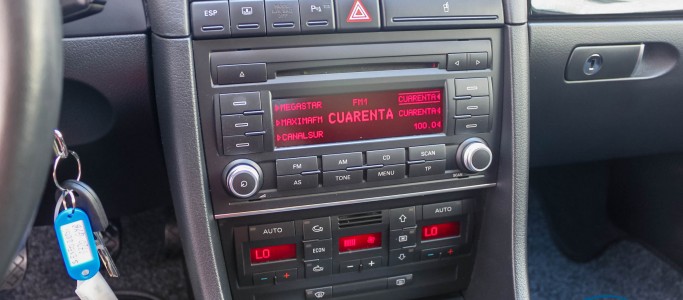 ESP
MEGASTAR FM1 CUARENTA
MAXIMAFM CUARENTA CUARENTA
CANALSUR 100.04
FM AM CD SCAN
AS TONE MENU TP
AUTO AUTO
LO ECON LO